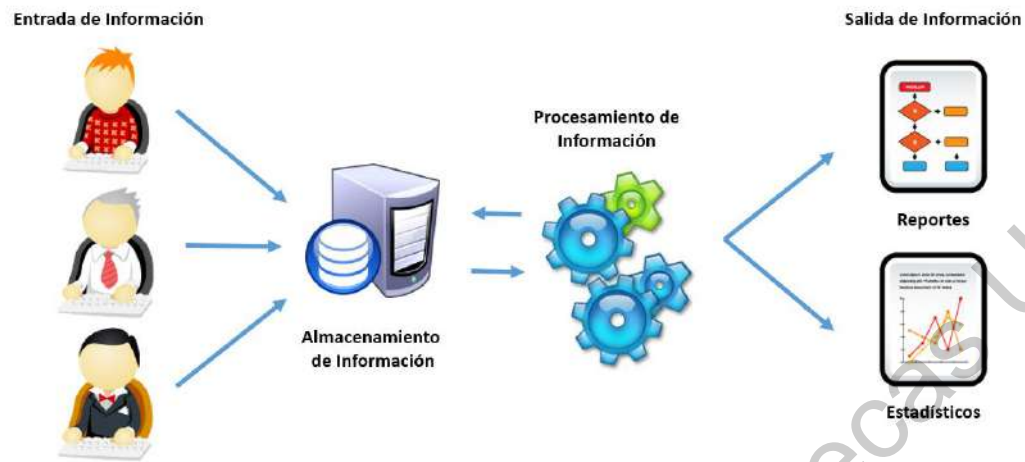 Entrada de Información
Salida de Información
Procesamiento de
Información
Reportes
Almacenamiento
de Información
Estadísticos